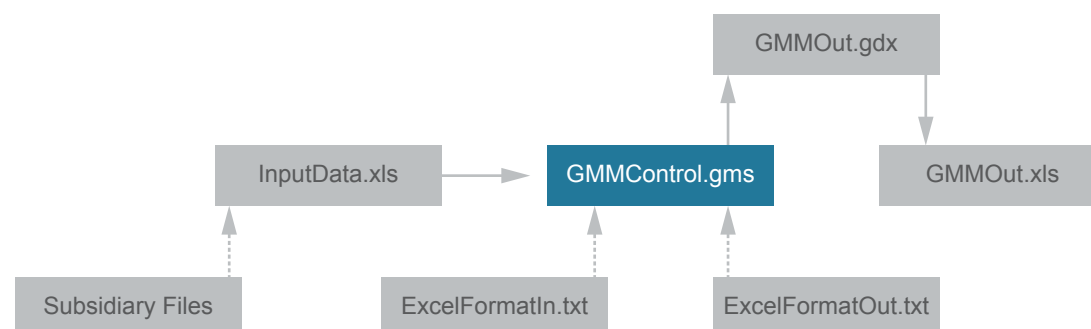 GMMOut.gdx
InputData.xls
GMMControl.gms
GMMOut.xls
Subsidiary Files
ExcelFormatIn.txt
ExcelFormatOut.txt